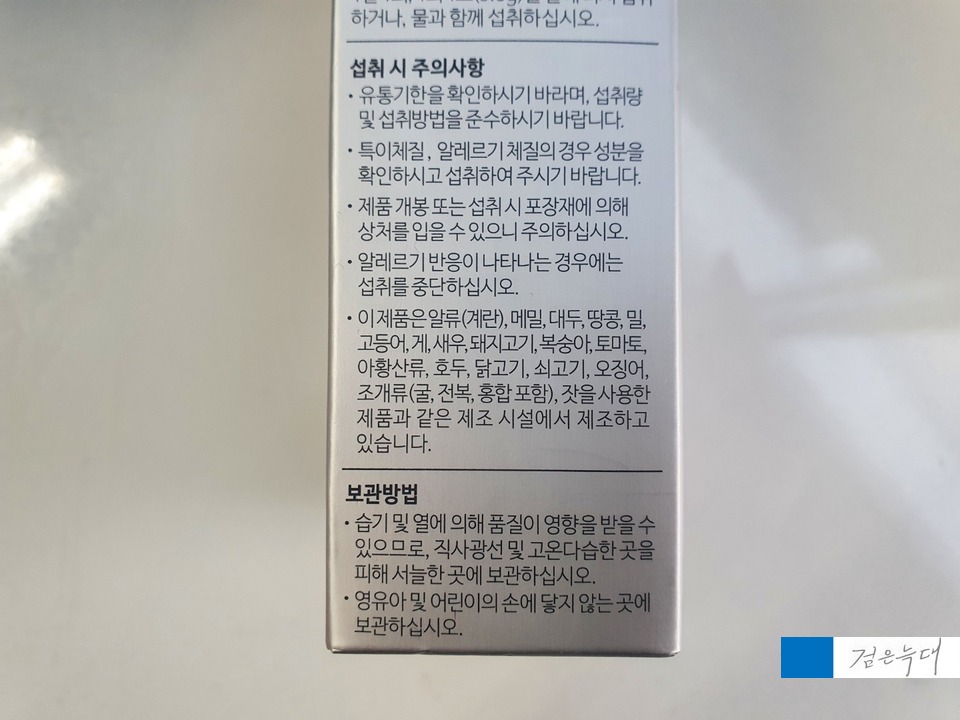 하거나, 물과 함께 섭취하십시오.
섭취 시 주의사항
• 유통기한을 확인하시기 바라며, 섭취량
및 섭취방법을 준수하시기 바랍니다.
• 특이체질, 알레르기 체질의 경우 성분을
확인하시고 섭취하여 주시기 바랍니다.
• 제품 개봉 또는 섭취 시 포장재에 의해
상처를 입을 수 있으니 주의하십시오.
• 알레르기 반응이 나타나는 경우에는
섭취를 중단하십시오.
• 이 제품은 알류(계란), 메밀, 대두, 땅콩, 밀,
고등어, 게, 새우, 돼지고기, 복숭아, 토마토,
아황산류, 호두, 닭고기, 쇠고기, 오징어,
조개류(굴, 전복, 홍합 포함), 잣을 사용한
제품과 같은 제조 시설에서 제조하고
있습니다.
보관방법
• 습기 및 열에 의해 품질이 영향을 받을 수
있으므로, 직사광선 및 고온다습한 곳을
피해 서늘한 곳에 보관하십시오.
• 영유아 및 어린이의 손에 닿지 않는 곳에
보관하십시오.
검은늑대